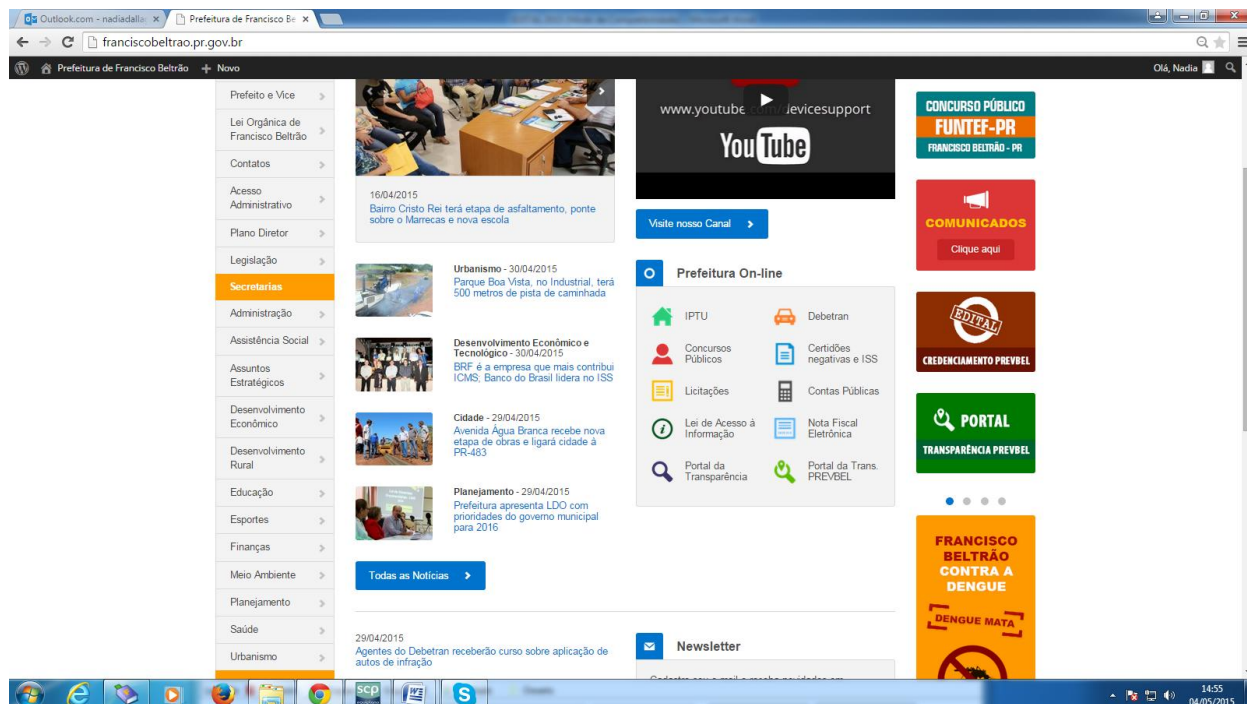 Outlook.com - nadiadalla
Prefeitura de Francisco Be
franciscobeltrao.pr.gov.br
Prefeitura de Francisco Beltrão
+ Novo
Olá, Nadia
Prefeito e Vice
Lei Orgânica de
Francisco Beltrão
Contatos
Acesso
Administrativo
Plano Diretor
Legislação
Secretarias
Administração
Assistência Social
Assuntos
Estratégicos
Desenvolvimento
Econômico
Desenvolvimento
Rural
Educação
Esportes
Finanças
Meio Ambiente
Planejamento
Saúde
Urbanismo
16/04/2015
Bairro Cristo Rei terá etapa de asfaltamento, ponte
sobre o Marrecas e nova escola
Urbanismo - 30/04/2015
Parque Boa Vista, no Industrial, terá
500 metros de pista de caminhada
Desenvolvimento Econômico e
Tecnológico - 30/04/2015
BRF é a empresa que mais contribui
ICMS; Banco do Brasil lidera no ISS
Cidade - 29/04/2015
Avenida Água Branca recebe nova
etapa de obras e ligará cidade à
PR-483
Planejamento - 29/04/2015
Prefeitura apresenta LDO com
prioridades do governo municipal
para 2016
Todas as Notícias
29/04/2015
Agentes do Debetran receberão curso sobre aplicação de
autos de infração
www.youtube.com/devicesupport
YouTube
Visite nosso Canal
Prefeitura On-line
IPTU
Debetran
Concursos
Públicos
Certidões
negativas e ISS
Licitações
Contas Públicas
Lei de Acesso à
Informação
Nota Fiscal
Eletrônica
Portal da
Transparência
Portal da Trans.
PREVBEL
Newsletter
CONCURSO PÚBLICO
FUNTEF-PR
FRANCISCO BELTRÃO - PR
COMUNICADOS
Clique aqui
EDITAL
CREDENCIAMENTO PREVBEL
PORTAL
TRANSPARÊNCIA PREVBEL
FRANCISCO
BELTRÃO
CONTRA A
DENGUE
DENGUE MATA
scp
14:55
04/05/2015